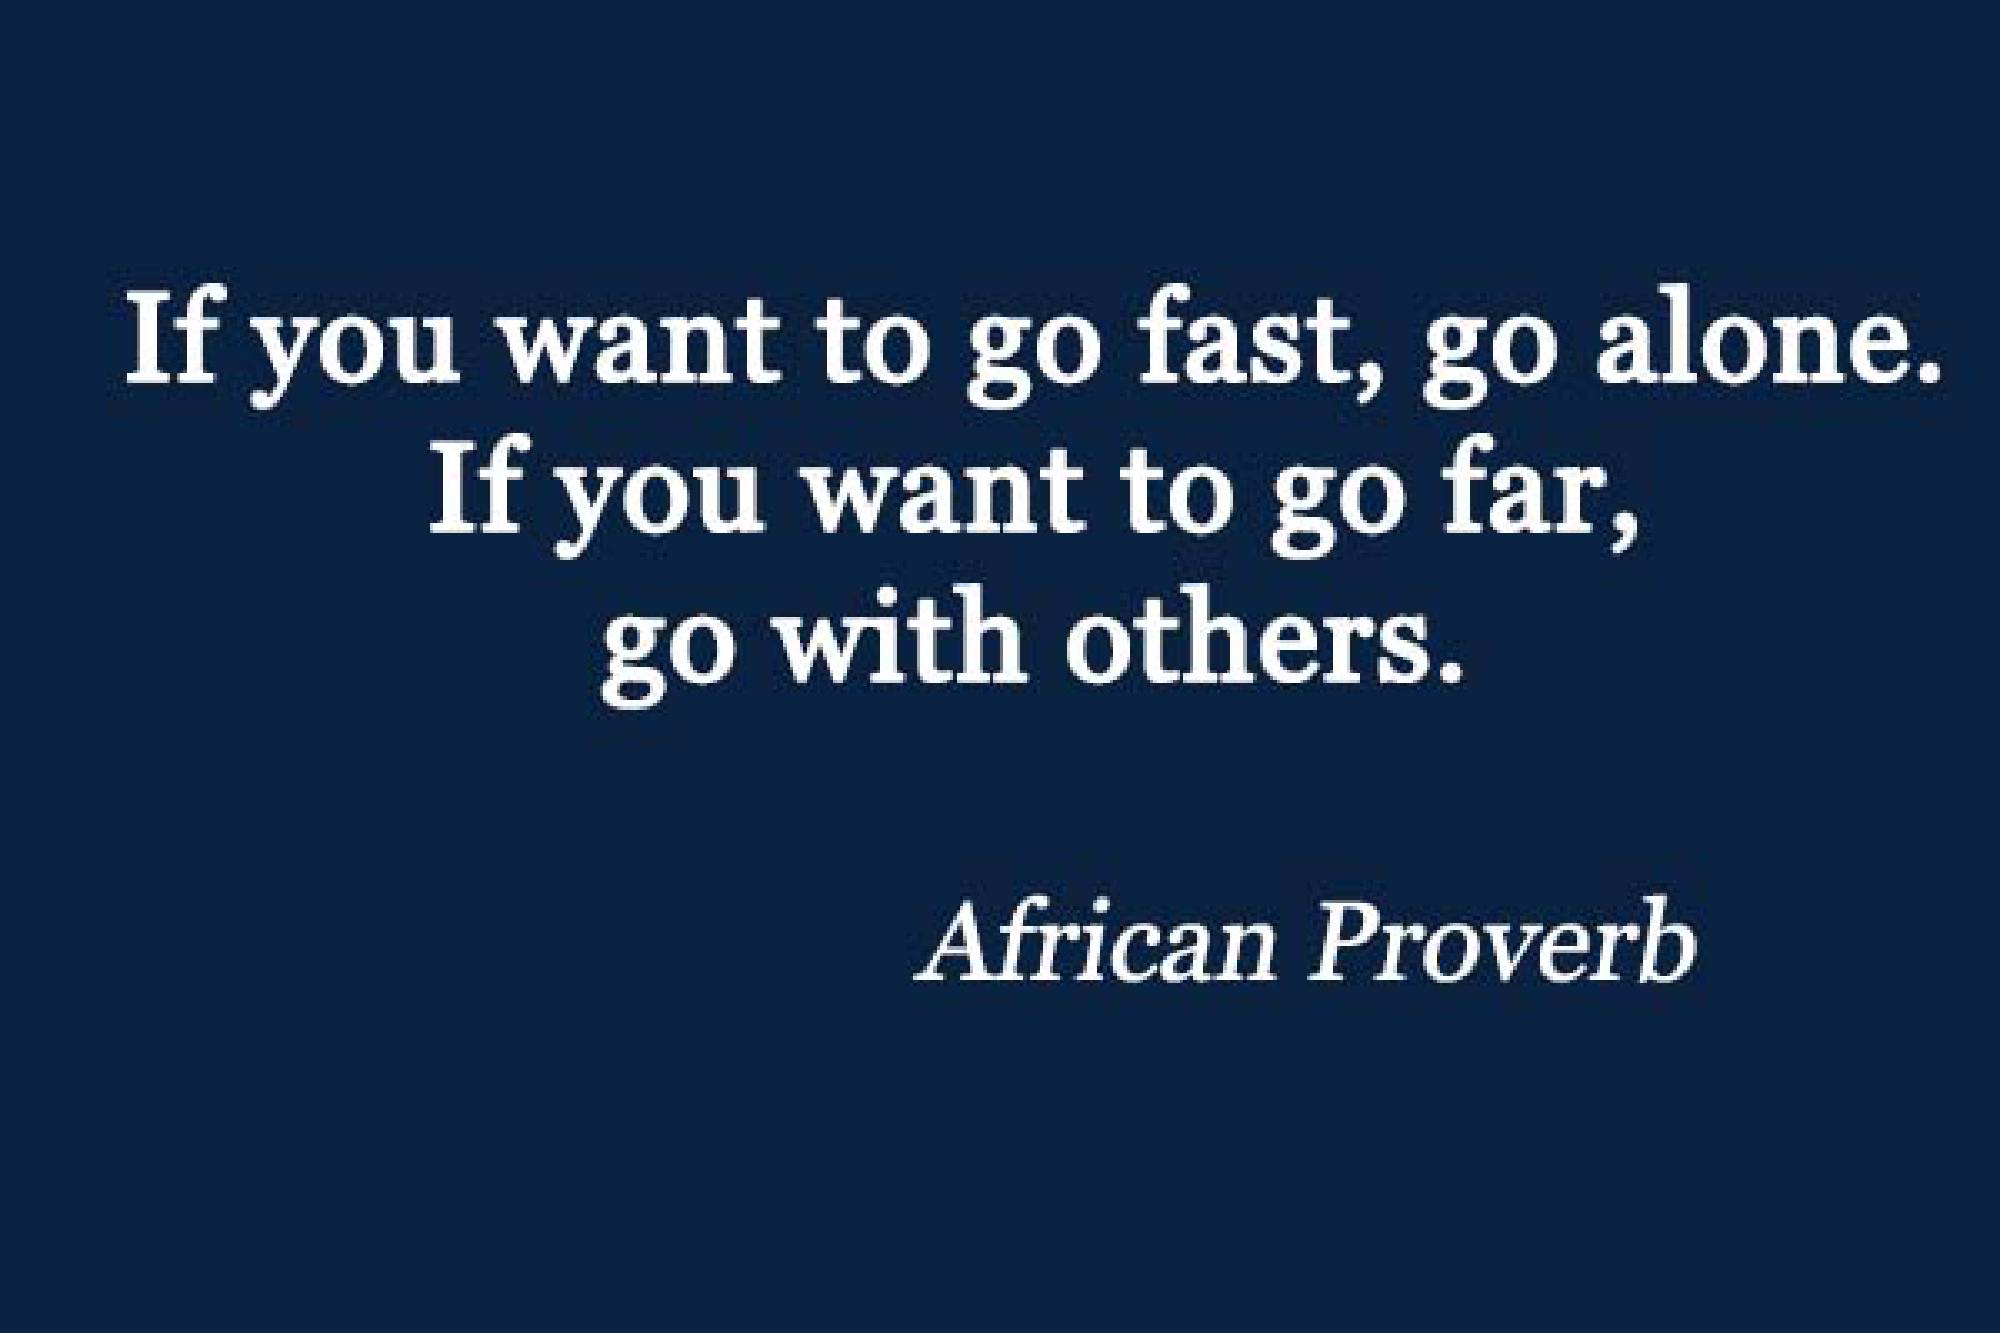 If you want to go fast, go alone.
If you want to go far,
go with others.
African Proverb